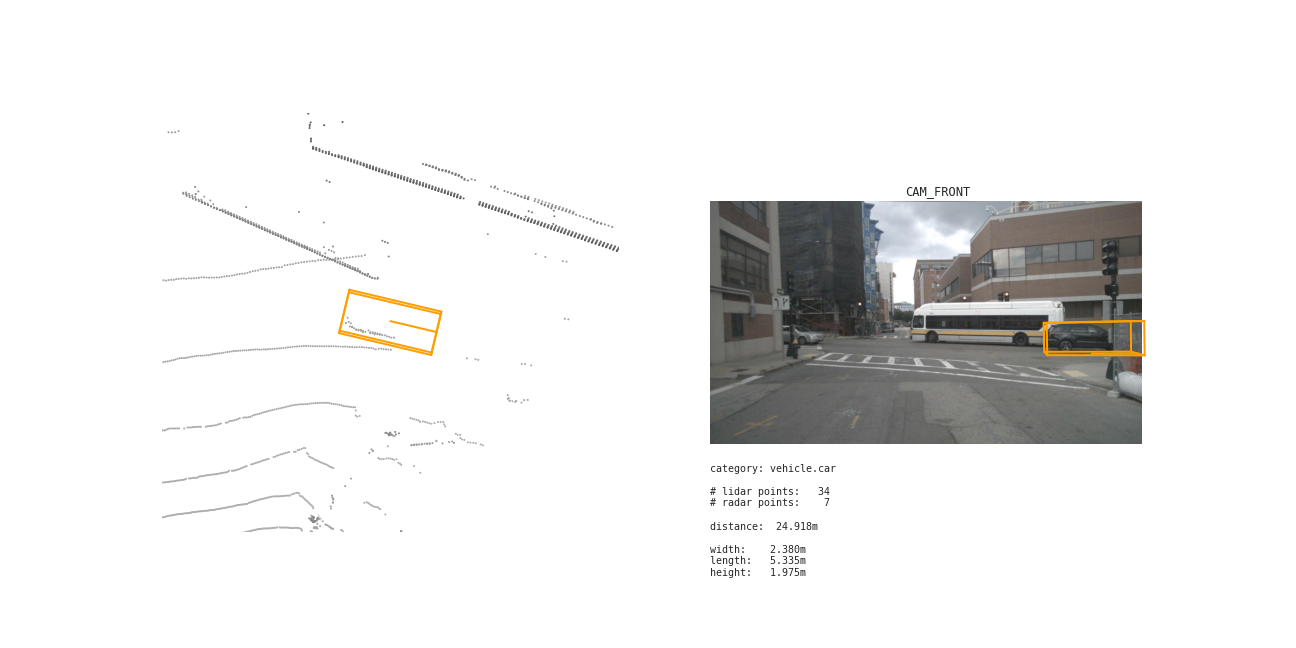 CAM_FRONT
category: vehicle.car
# lidar points: 34
# radar points: 7
distance: 24.918m
width: 2.380m
length: 5.335m
height: 1.975m